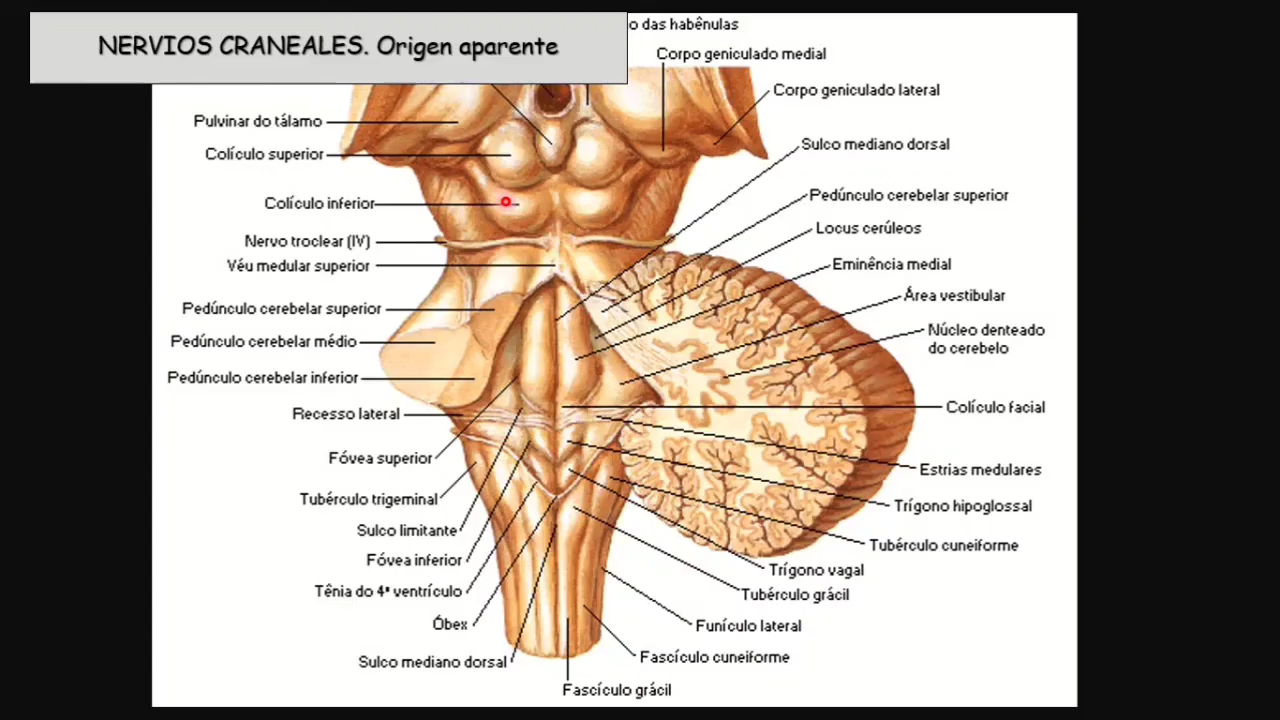 NERVIOS CRANEALES. Origen aparente
o das habênulas
Corpo geniculado medial
Corpo geniculado lateral
Pulvinar do tálamo
Colículo superior
Colículo inferior
Nervo troclear (IV)
Véu medular superior
Pedúnculo cerebelar superior
Pedúnculo cerebelar médio
Pedúnculo cerebelar inferior
Recesso lateral
Fóvea superior
Tubérculo trigeminal
Sulco limitante
Fóvea inferior
Tênia do 4º ventrículo
Óbex
Sulco mediano dorsal
Sulco mediano dorsal
Pedúnculo cerebelar superior
Locus cerúleos
Eminência medial
Área vestibular
Núcleo denteado
do cerebelo
Colículo facial
Estrias medulares
Trígono hipoglossal
Tubérculo cuneiforme
Trígono vagal
Tubérculo grácil
Funículo lateral
Fascículo cuneiforme
Fascículo grácil